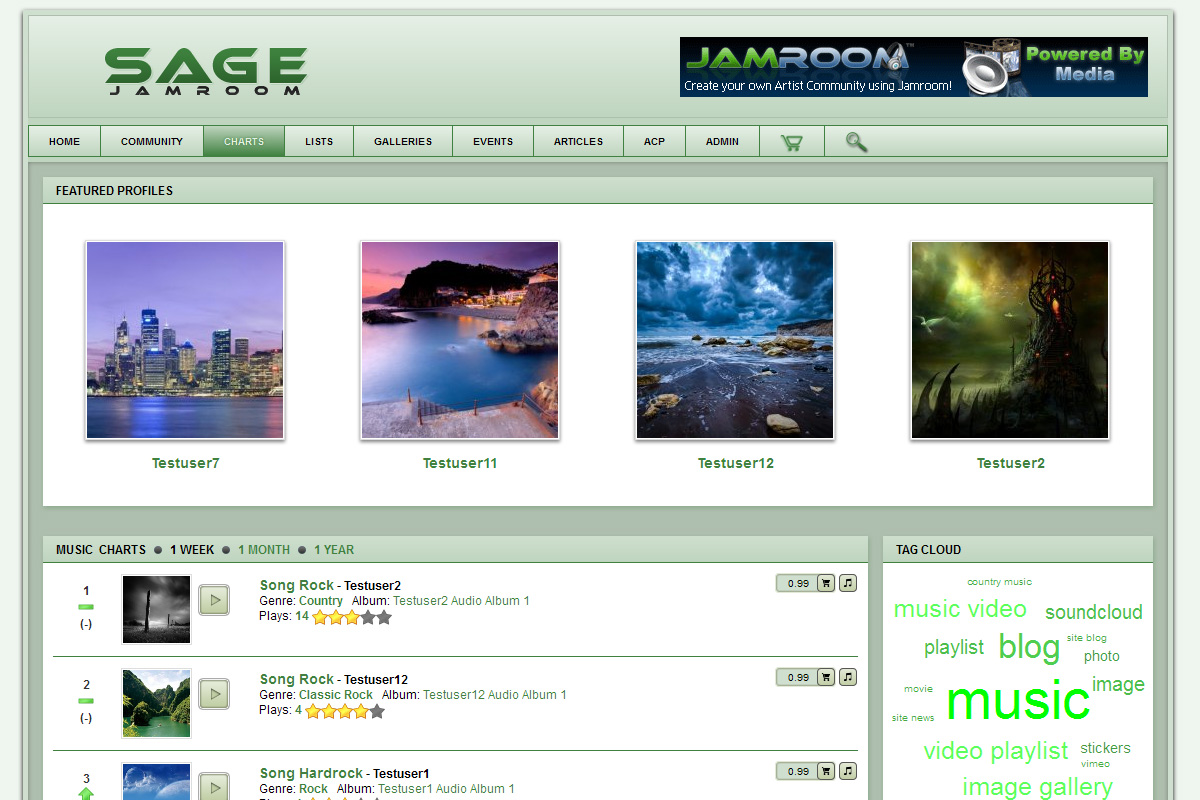 SAGE
JAMROOM
JAMROOM™
Create your own Artist Community using Jamroom!
Powered By
Media
HOME COMMUNITY CHARTS LISTS GALLERIES EVENTS ARTICLES ACP ADMIN
FEATURED PROFILES
Testuser7 Testuser11 Testuser12 Testuser2
MUSIC CHARTS ● 1 WEEK ● 1 MONTH ● 1 YEAR
1
(-)
Song Rock - Testuser2
Genre: Country Album: Testuser2 Audio Album 1
Plays: 14
0.99
2
(-)
Song Rock - Testuser12
Genre: Classic Rock Album: Testuser12 Audio Album 1
Plays: 4
0.99
3
Song Hardrock - Testuser1
Genre: Rock Album: Testuser1 Audio Album 1
0.99
TAG CLOUD
country music
music video soundcloud
playlist blog site blog
photo
movie music image
site news
video playlist stickers
vimeo
image gallery